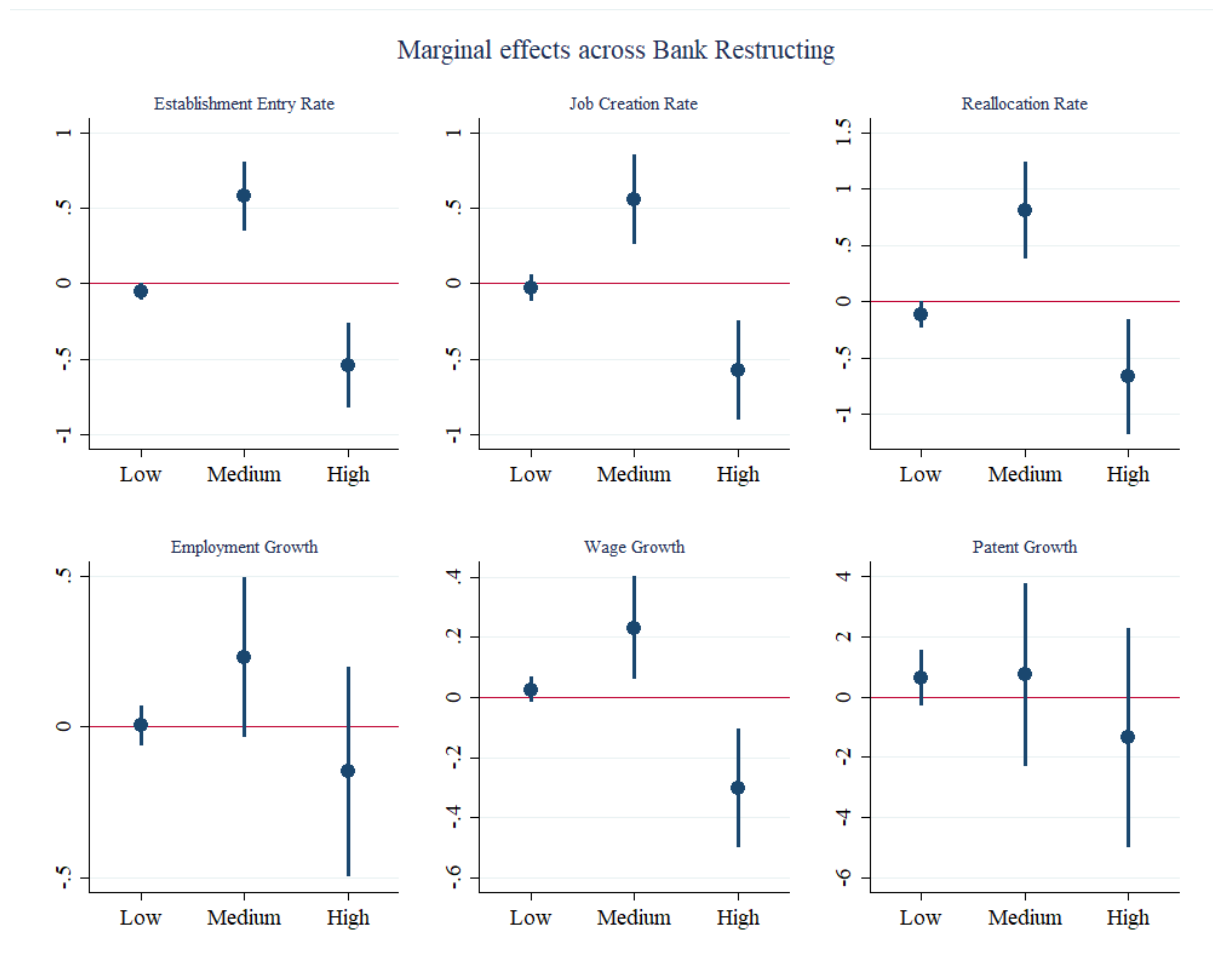 Marginal effects across Bank Restructing
Establishment Entry Rate
1
.5
0
-.5
-1
Low Medium High
Job Creation Rate
1
.5
0
-.5
-1
Low Medium High
Reallocation Rate
1.5
1
.5
0
-.5
-1
Low Medium High
Employment Growth
.5
0
-.5
Low Medium High
Wage Growth
.4
.2
0
-.2
-.4
-.6
Low Medium High
Patent Growth
4
2
0
-2
-4
-6
Low Medium High